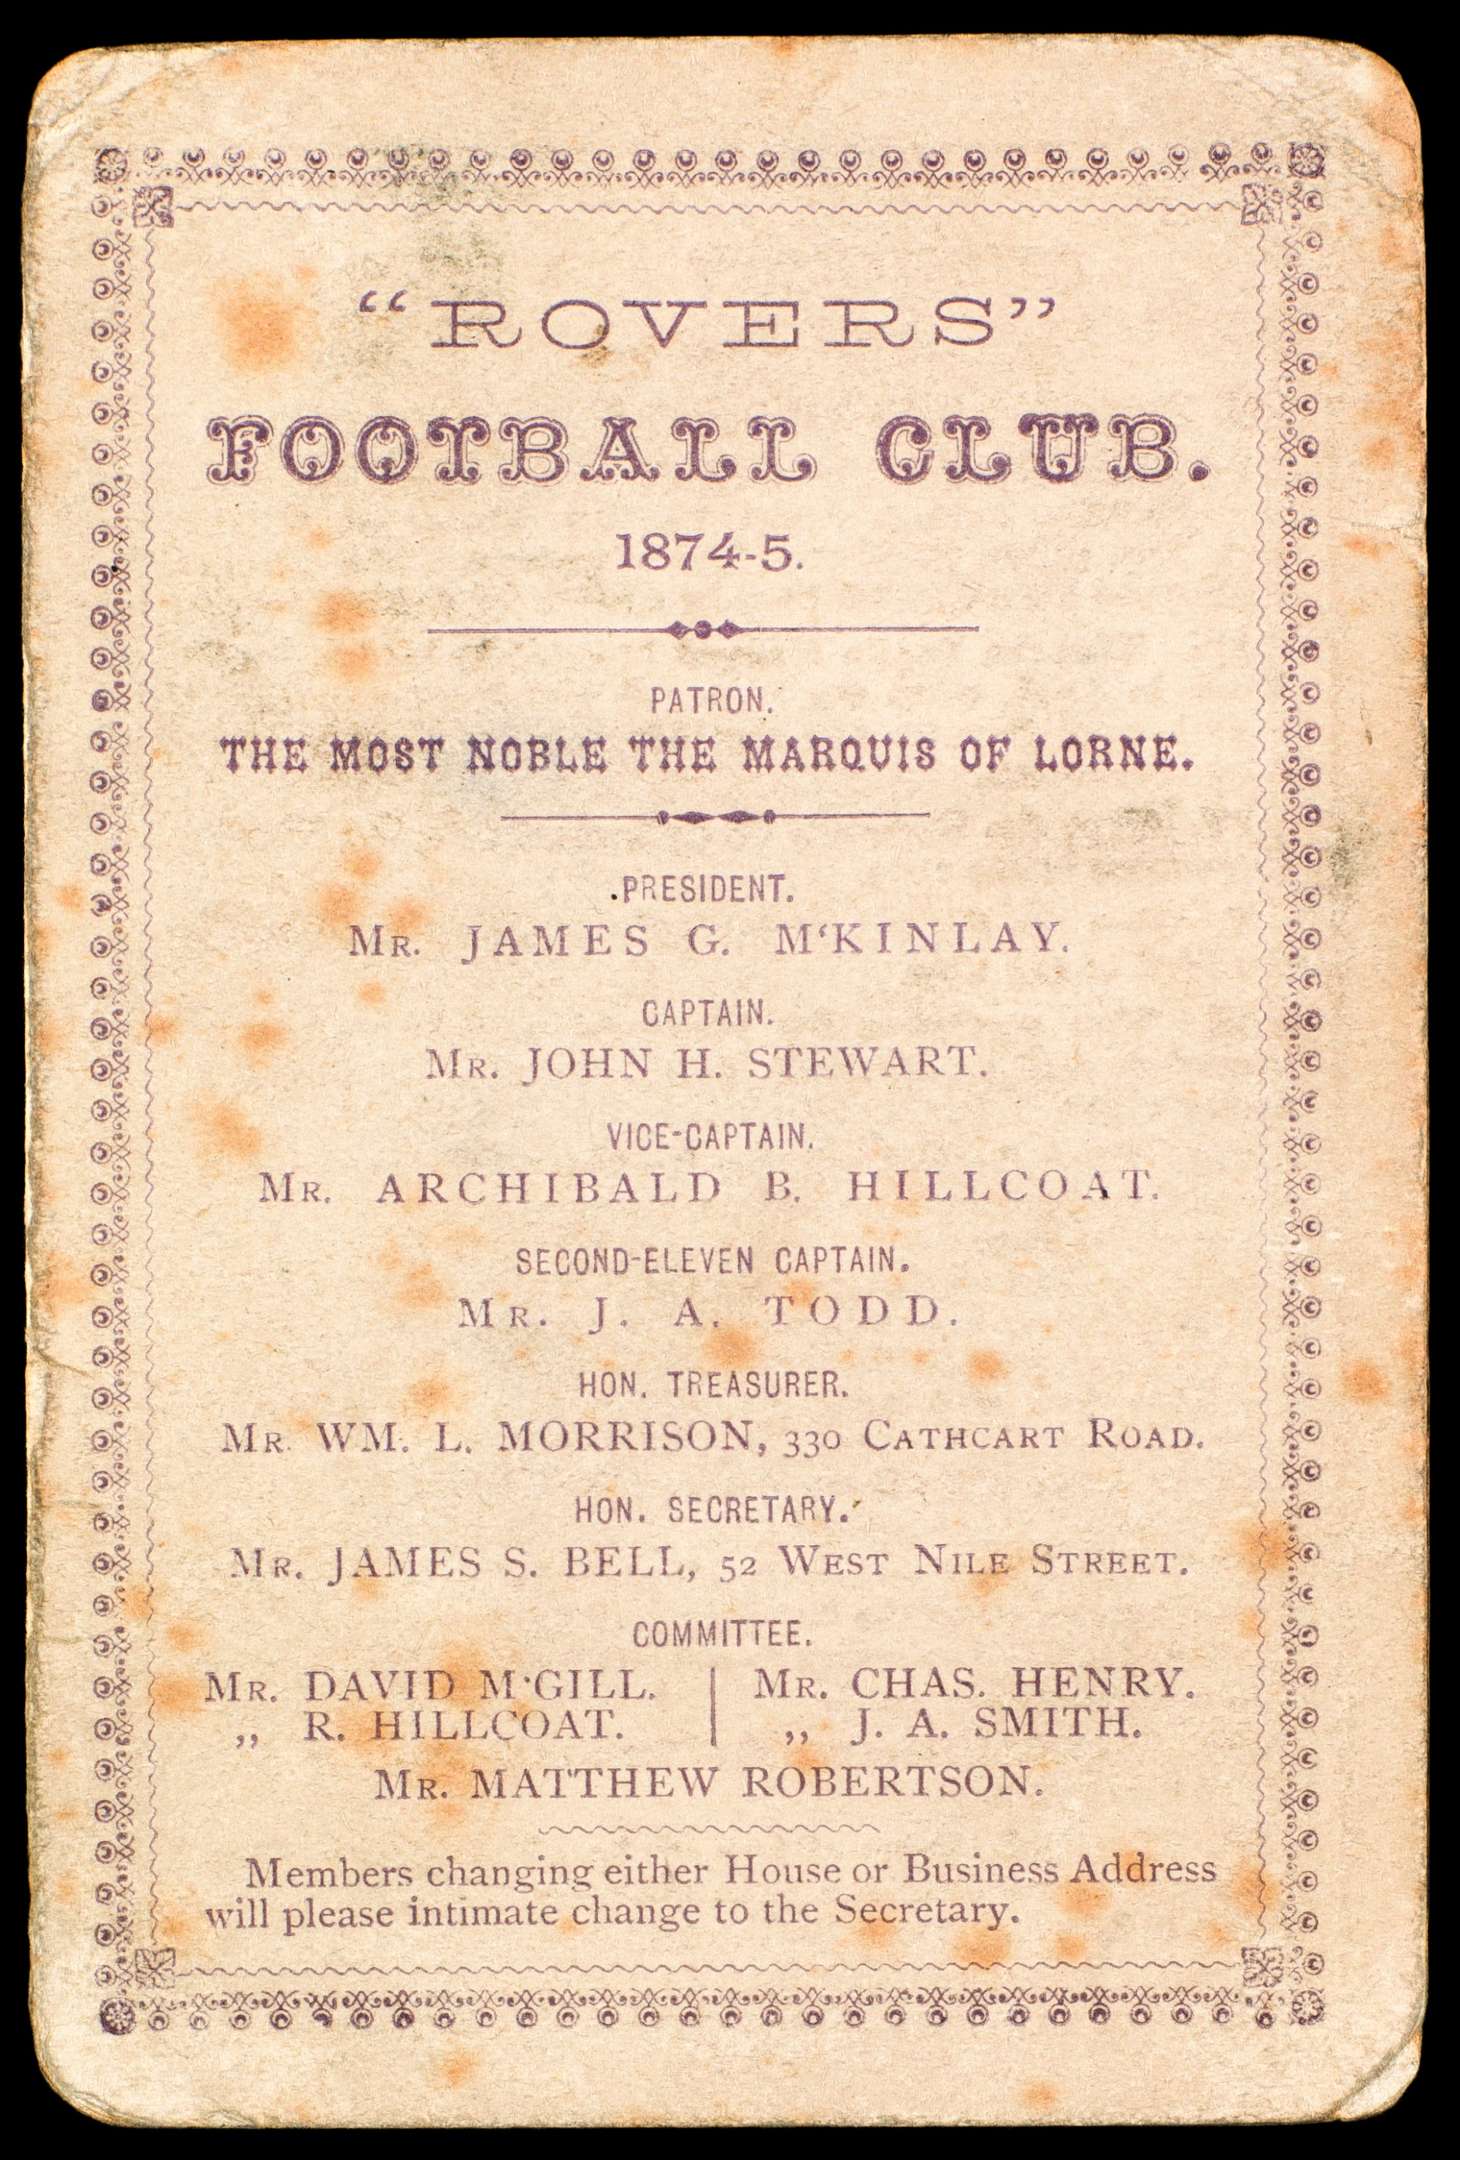 “ROVERS”
FOOTBALL CLUB.
1874-5.
PATRON.
THE MOST NOBLE THE MARQUIS OF LORNE.
PRESIDENT.
MR. JAMES G. M‘KINLAY.
CAPTAIN.
MR. JOHN H. STEWART.
VICE-CAPTAIN.
MR. ARCHIBALD B. HILLCOAT.
SECOND-ELEVEN CAPTAIN.
MR. J. A. TODD.
HON. TREASURER.
MR. WM. L. MORRISON, 330 CATHCART ROAD.
HON. SECRETARY.
MR. JAMES S. BELL, 52 WEST NILE STREET.
COMMITTEE.
MR. DAVID M‘GILL. | MR. CHAS. HENRY.
„ R. HILLCOAT. | „ J. A. SMITH.
MR. MATTHEW ROBERTSON.
Members changing either House or Business Address
will please intimate change to the Secretary.